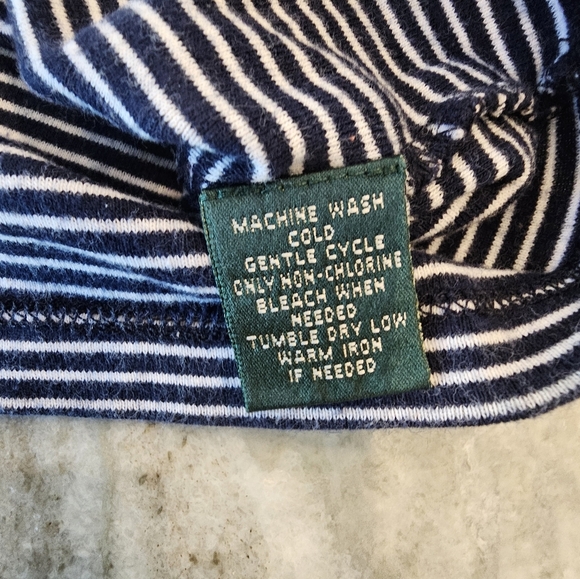 MACHINE WASH
COLD
GENTLE CYCLE
ONLY NON-CHLORINE
BLEACH WHEN
NEEDED
TUMBLE DRY LOW
WARM IRON
IF NEEDED